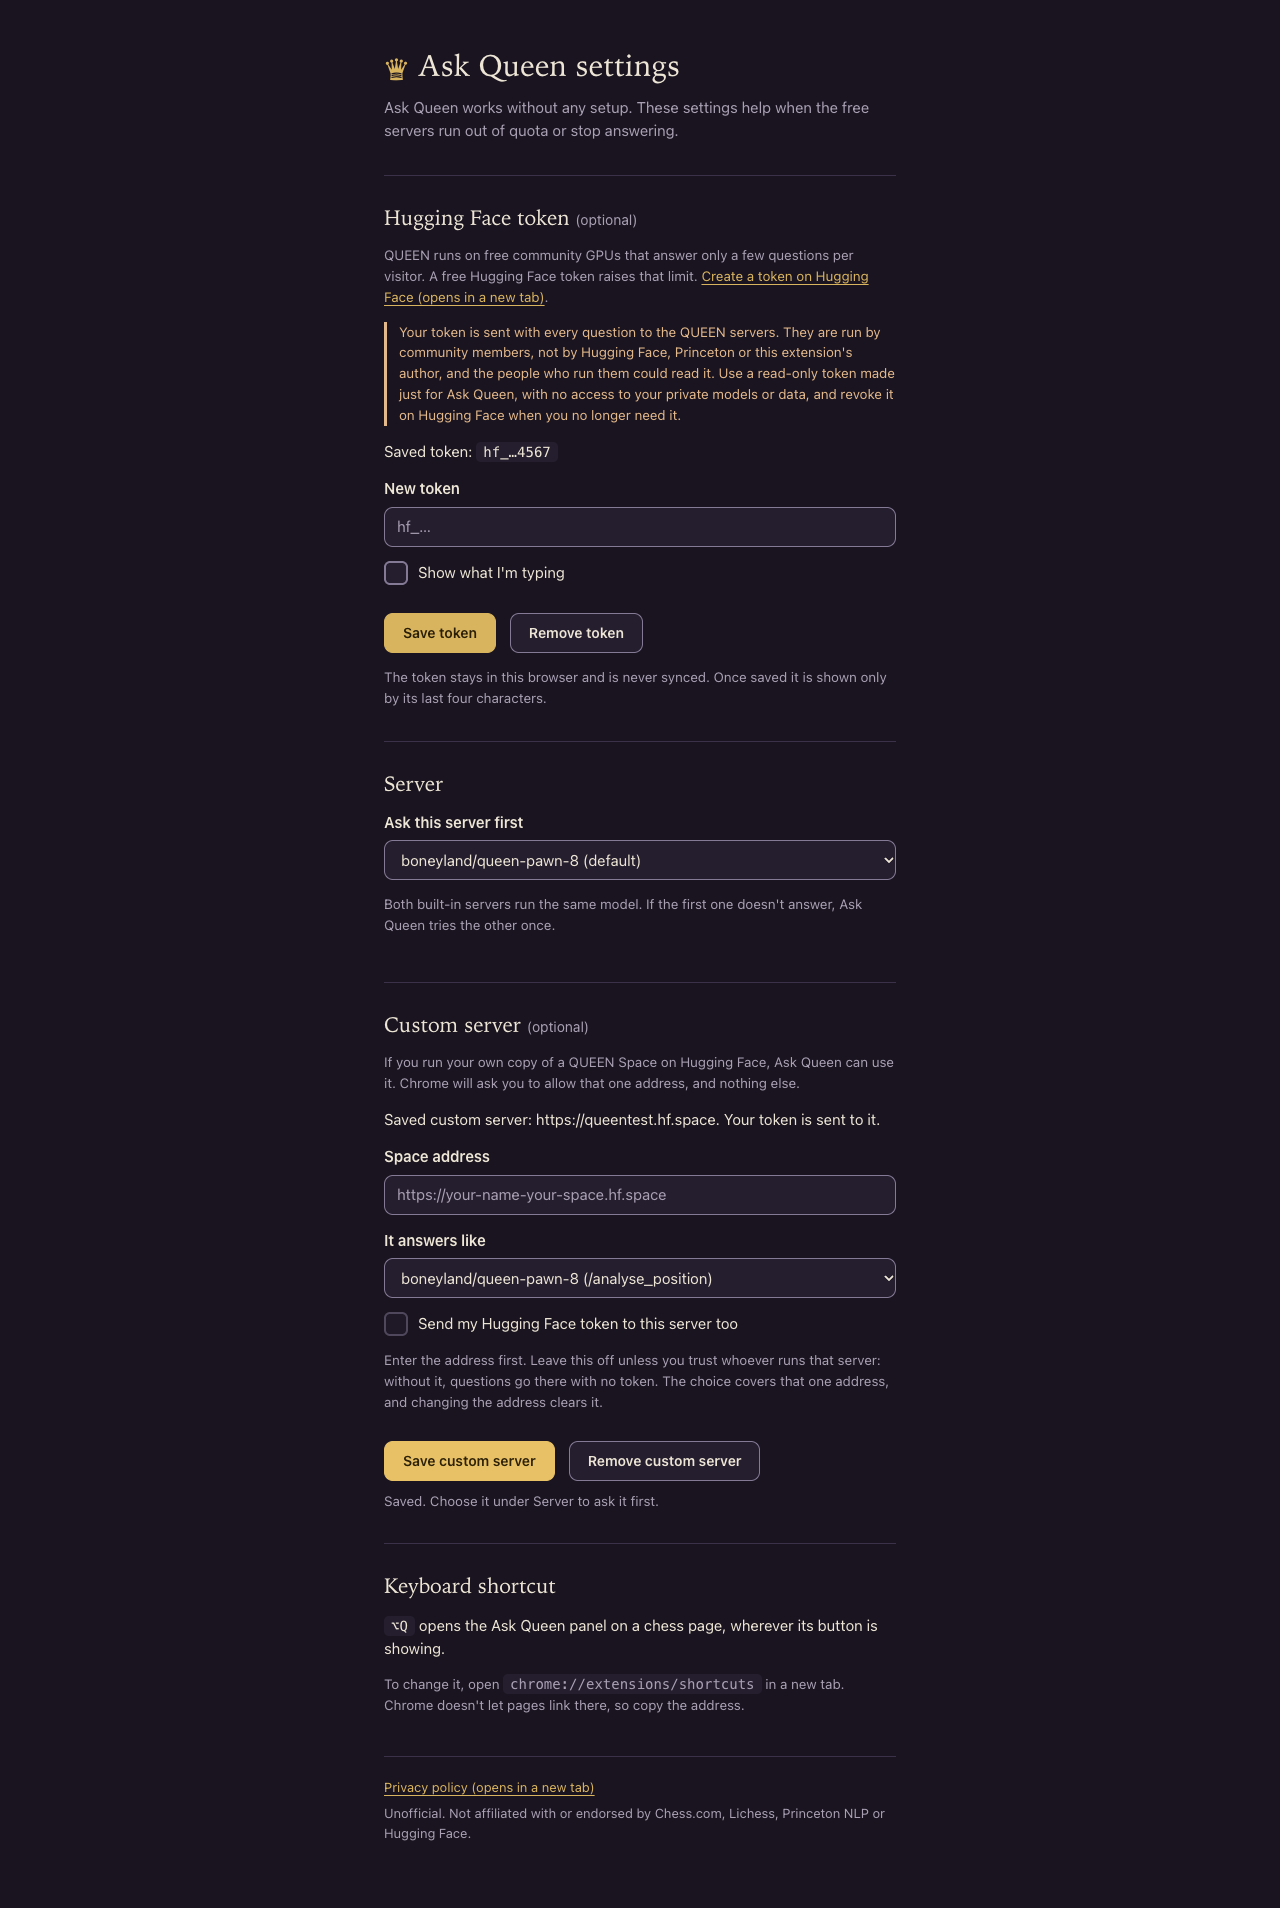 ♛ Ask Queen settings
Ask Queen works without any setup. These settings help when the free
servers run out of quota or stop answering.
Hugging Face token (optional)
QUEEN runs on free community GPUs that answer only a few questions per
visitor. A free Hugging Face token raises that limit. Create a token on Hugging
Face (opens in a new tab).
Your token is sent with every question to the QUEEN servers. They are run by
community members, not by Hugging Face, Princeton or this extension's
author, and the people who run them could read it. Use a read-only token made
just for Ask Queen, with no access to your private models or data, and revoke it
on Hugging Face when you no longer need it.
Saved token: hf_…4567
New token
hf_...
Show what I'm typing
Save token Remove token
The token stays in this browser and is never synced. Once saved it is shown only
by its last four characters.
Server
Ask this server first
boneyland/queen-pawn-8 (default)
Both built-in servers run the same model. If the first one doesn't answer, Ask
Queen tries the other once.
Custom server (optional)
If you run your own copy of a QUEEN Space on Hugging Face, Ask Queen can use
it. Chrome will ask you to allow that one address, and nothing else.
Saved custom server: https://queentest.hf.space. Your token is sent to it.
Space address
https://your-name-your-space.hf.space
It answers like
boneyland/queen-pawn-8 (/analyse_position)
Send my Hugging Face token to this server too
Enter the address first. Leave this off unless you trust whoever runs that server:
without it, questions go there with no token. The choice covers that one address,
and changing the address clears it.
Save custom server Remove custom server
Saved. Choose it under Server to ask it first.
Keyboard shortcut
⌥Q opens the Ask Queen panel on a chess page, wherever its button is
showing.
To change it, open chrome://extensions/shortcuts in a new tab.
Chrome doesn't let pages link there, so copy the address.
Privacy policy (opens in a new tab)
Unofficial. Not affiliated with or endorsed by Chess.com, Lichess, Princeton NLP or
Hugging Face.